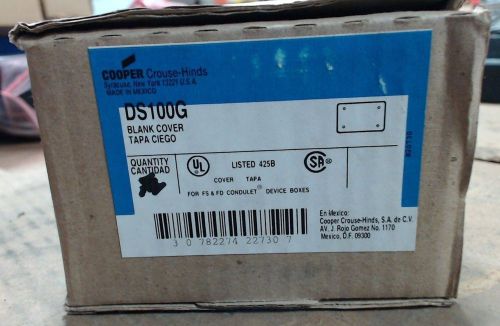 COOPER Crouse-Hinds
Syracuse, New York 13221 U.S.A.
MADE IN MEXICO
DS100G
BLANK COVER
TAPA CIEGO
QUANTITY
CANTIDAD
UL
LISTED 425B
SA
COVER TAPA
FOR FS & FD CONDULET® DEVICE BOXES
3 0 782274 22730 7
En Mexico:
Cooper Crouse-Hinds, S.A. de C.V.
AV. J. Rojo Gomez No. 1170
Mexico, D.F. 09300